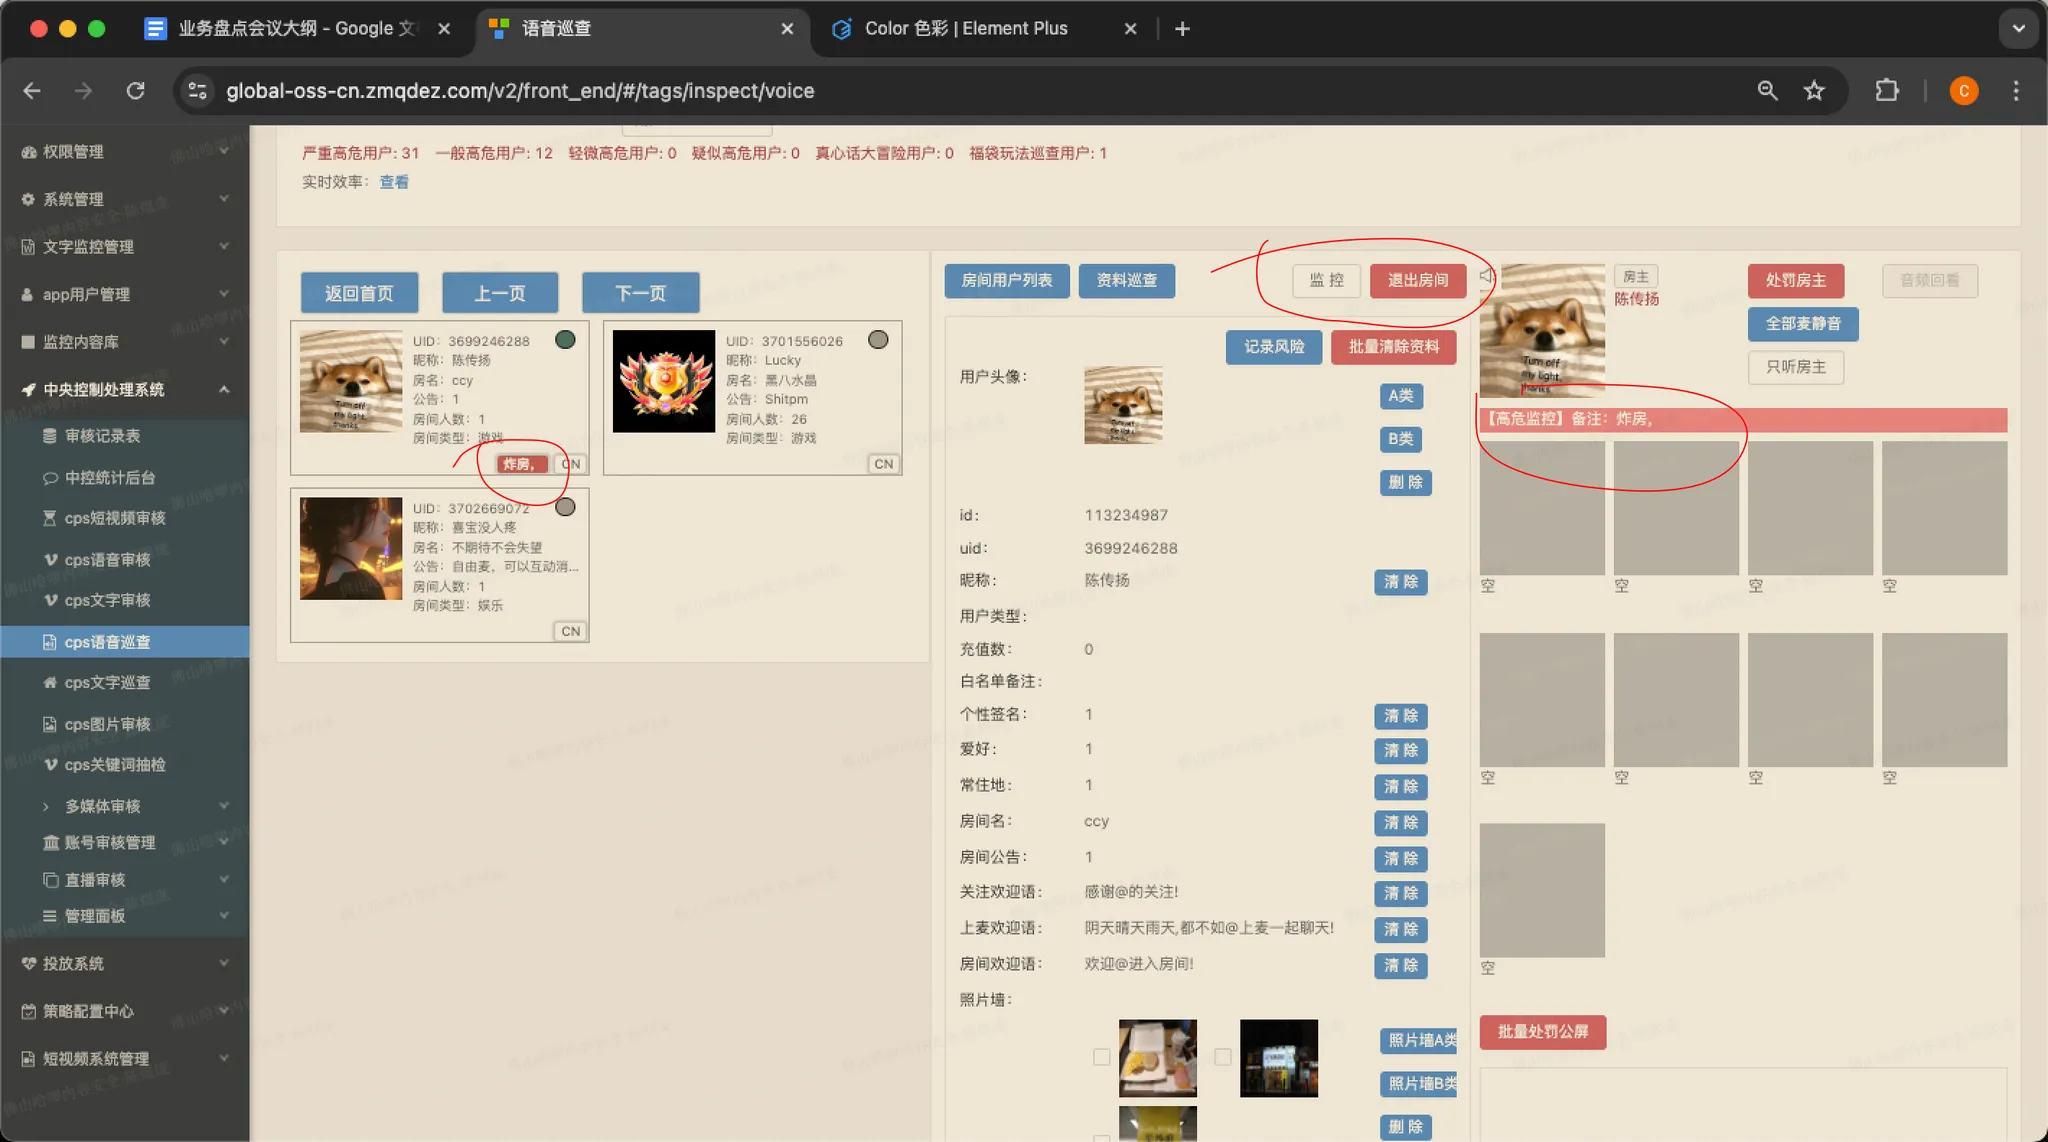 业务盘点会议大纲 - Google 文
语音巡查
Color 色彩 | Element Plus
global-oss-cn.zmqdez.com/v2/front_end/#/tags/inspect/voice
C
权限管理
系统管理
文字监控管理
app用户管理
监控内容库
中央控制处理系统
审核记录表
中控统计后台
cps短视频审核
cps语音审核
cps文字审核
cps语音巡查
cps文字巡查
cps图片审核
cps关键词抽检
多媒体审核
账号审核管理
直播审核
管理面板
投放系统
策略配置中心
短视频系统管理
严重高危用户: 31 一般高危用户: 12 轻微高危用户: 0 疑似高危用户: 0 真心话大冒险用户: 0 福袋玩法巡查用户: 1
实时效率: 查看
返回首页 上一页 下一页
UID: 3699246288
昵称: 陈传扬
房名: ccy
公告: 1
房间人数: 1
房间类型: 游戏
炸房, CN
UID: 3701556026
昵称: Lucky
房名: 黑八水晶
公告: Shitpm
房间人数: 26
房间类型: 游戏
CN
UID: 3702669072
昵称: 喜宝没人疼
房名: 不期待不会失望
公告: 自由麦, 可以互动消...
房间人数: 1
房间类型: 娱乐
CN
房间用户列表 资料巡查 监 控 退出房间
记录风险 批量清除资料
用户头像:
A类
B类
删 除
id: 113234987
uid: 3699246288
昵称: 陈传扬 清 除
用户类型:
充值数: 0
白名单备注:
个性签名: 1 清 除
爱好: 1 清 除
常住地: 1 清 除
房间名: ccy 清 除
房间公告: 1 清 除
关注欢迎语: 感谢@的关注! 清 除
上麦欢迎语: 阴天晴天雨天,都不如@上麦一起聊天! 清 除
房间欢迎语: 欢迎@进入房间! 清 除
照片墙:
照片墙A类
照片墙B类
删 除
Turn off
my light,
thanks.
房主
陈传扬
处罚房主 音频回看
全部麦静音
只听房主
【高危监控】备注: 炸房,
空 空 空 空
空 空 空 空
空
批量处罚公屏